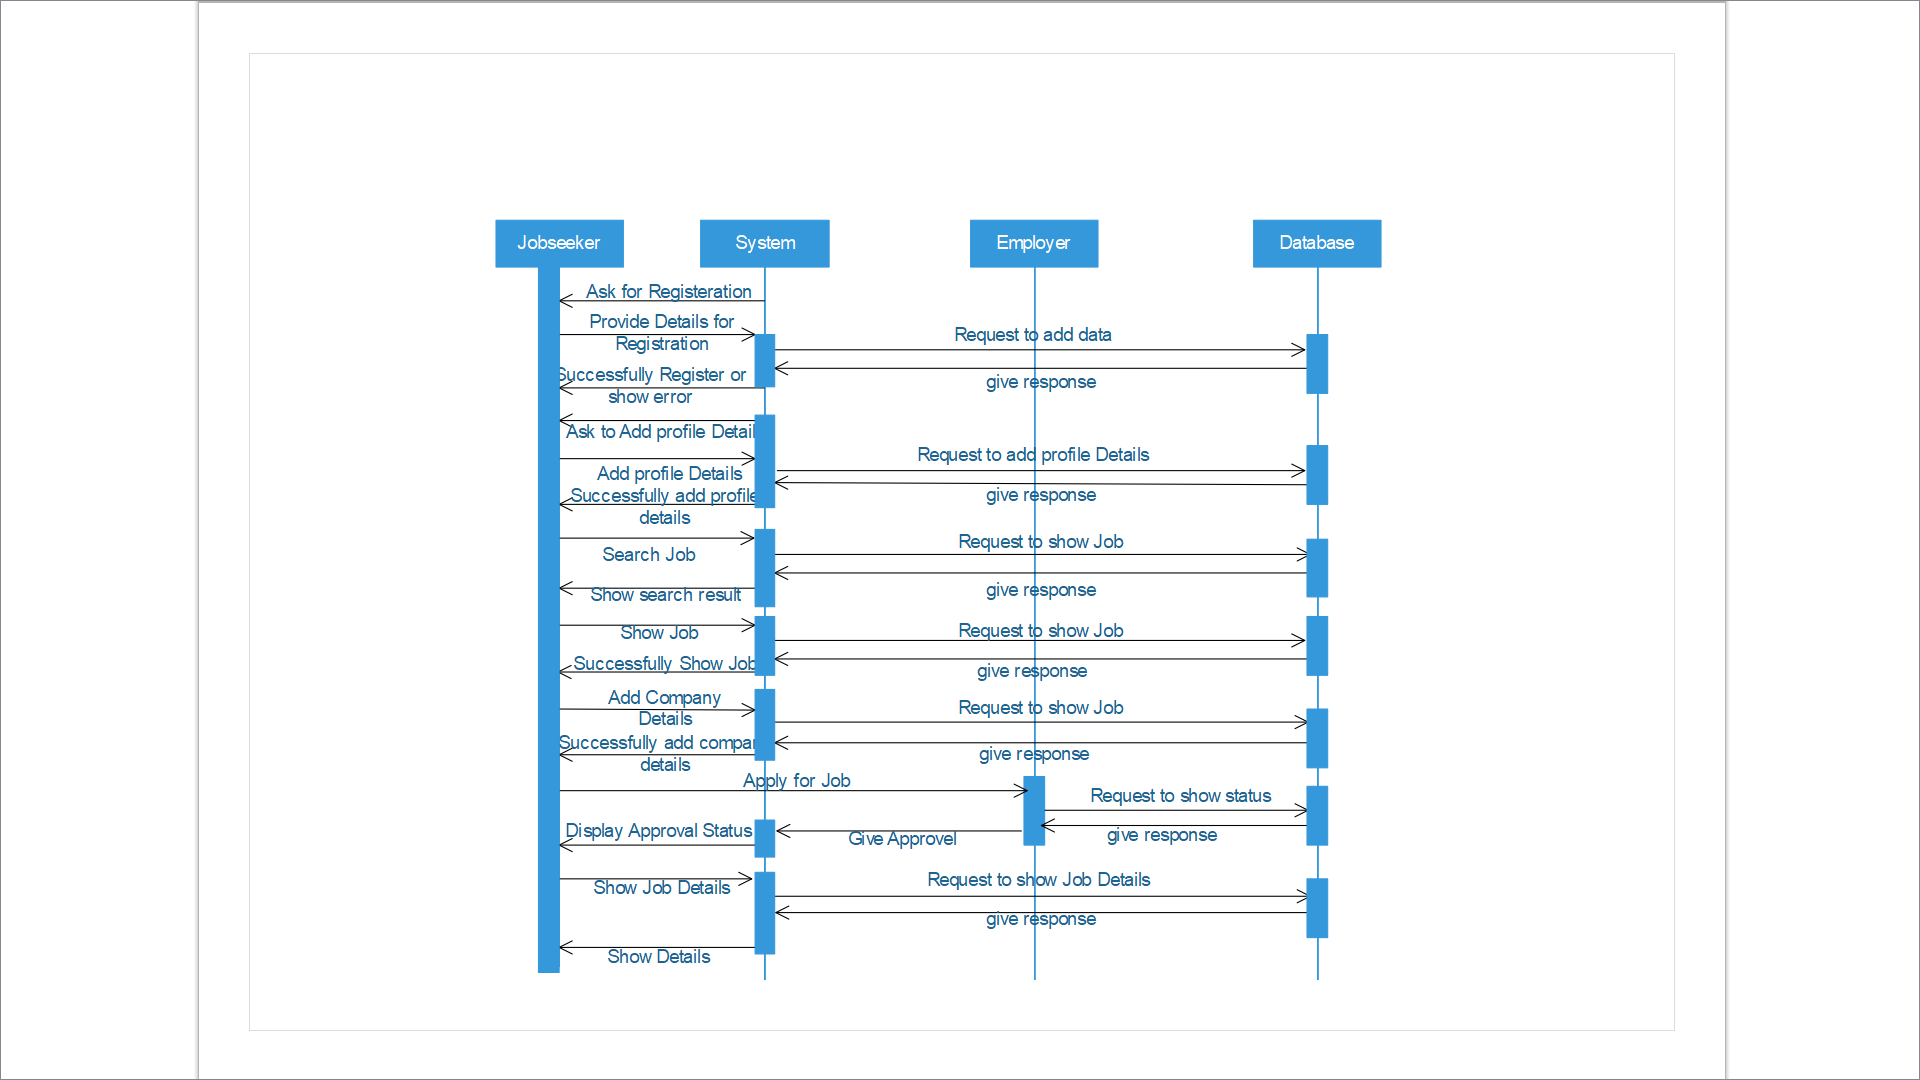 Jobseeker
System
Employer
Database
Ask for Registeration
Provide Details for
Registration
Request to add data
give response
Successfully Register or
show error
Ask to Add profile Detail
Add profile Details
Request to add profile Details
give response
Successfully add profile
details
Search Job
Request to show Job
give response
Show search result
Show Job
Request to show Job
give response
Successfully Show Job
Add Company
Details
Request to show Job
give response
Successfully add compan
details
Apply for Job
Request to show status
give response
Give Approvel
Display Approval Status
Show Job Details
Request to show Job Details
give response
Show Details